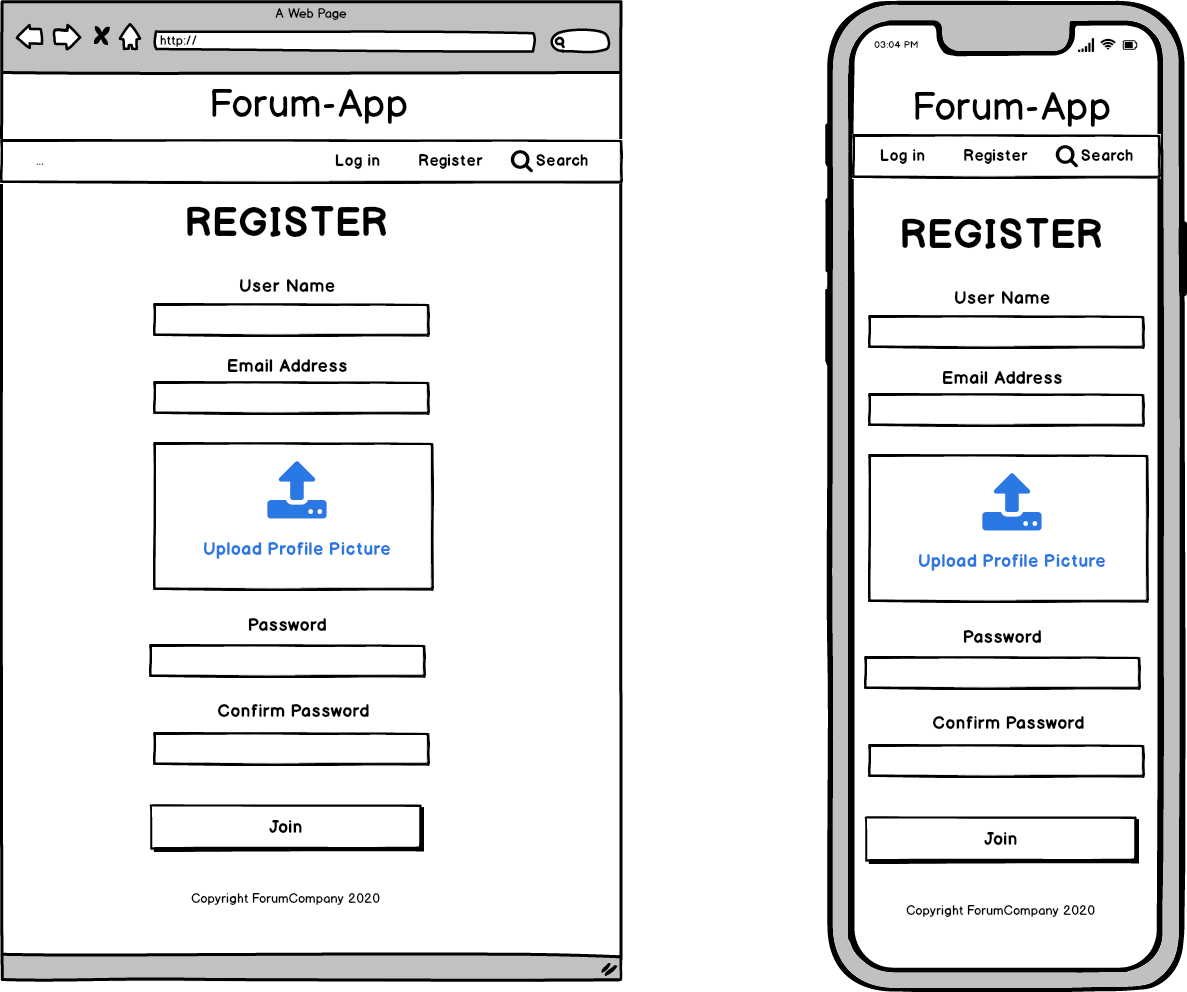 A Web Page
http://
Forum-App
... Log in Register Search
REGISTER
User Name
Email Address
Upload Profile Picture
Password
Confirm Password
Join
Copyright ForumCompany 2020
03:04 PM
Forum-App
Log in Register Search
REGISTER
User Name
Email Address
Upload Profile Picture
Password
Confirm Password
Join
Copyright ForumCompany 2020